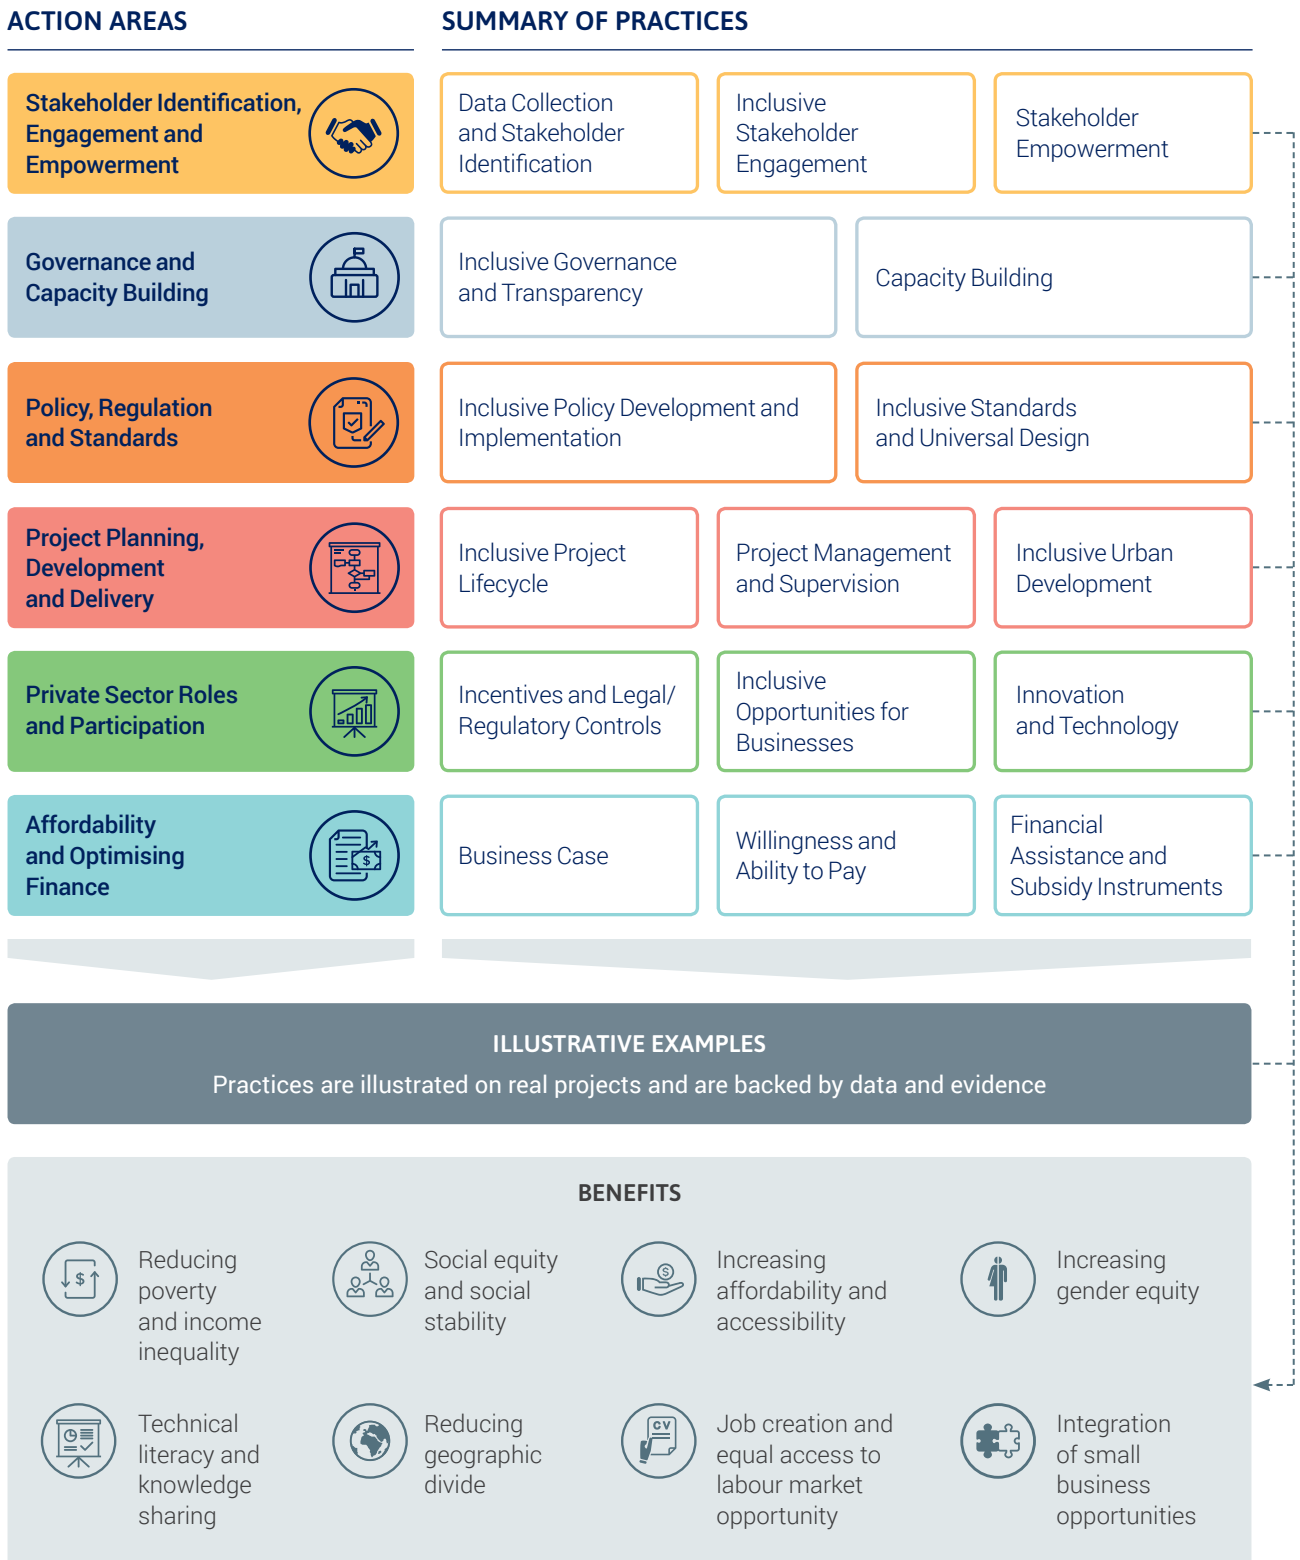 ACTION AREAS
SUMMARY OF PRACTICES
Stakeholder Identification,
Engagement and
Empowerment
Data Collection
and Stakeholder
Identification
Inclusive
Stakeholder
Engagement
Stakeholder
Empowerment
Governance and
Capacity Building
Inclusive Governance
and Transparency
Capacity Building
Policy, Regulation
and Standards
Inclusive Policy Development and
Implementation
Inclusive Standards
and Universal Design
Project Planning,
Development
and Delivery
Inclusive Project
Lifecycle
Project Management
and Supervision
Inclusive Urban
Development
Private Sector Roles
and Participation
Incentives and Legal/
Regulatory Controls
Inclusive
Opportunities for
Businesses
Innovation
and Technology
Affordability
and Optimising
Finance
$
Business Case
Willingness and
Ability to Pay
Financial
Assistance and
Subsidy Instruments
ILLUSTRATIVE EXAMPLES
Practices are illustrated on real projects and are backed by data and evidence
BENEFITS
$
Reducing
poverty
and income
inequality
Social equity
and social
stability
$
Increasing
affordability and
accessibility
Increasing
gender equity
Technical
literacy and
knowledge
sharing
Reducing
geographic
divide
CV
Job creation and
equal access to
labour market
opportunity
Integration
of small
business
opportunities